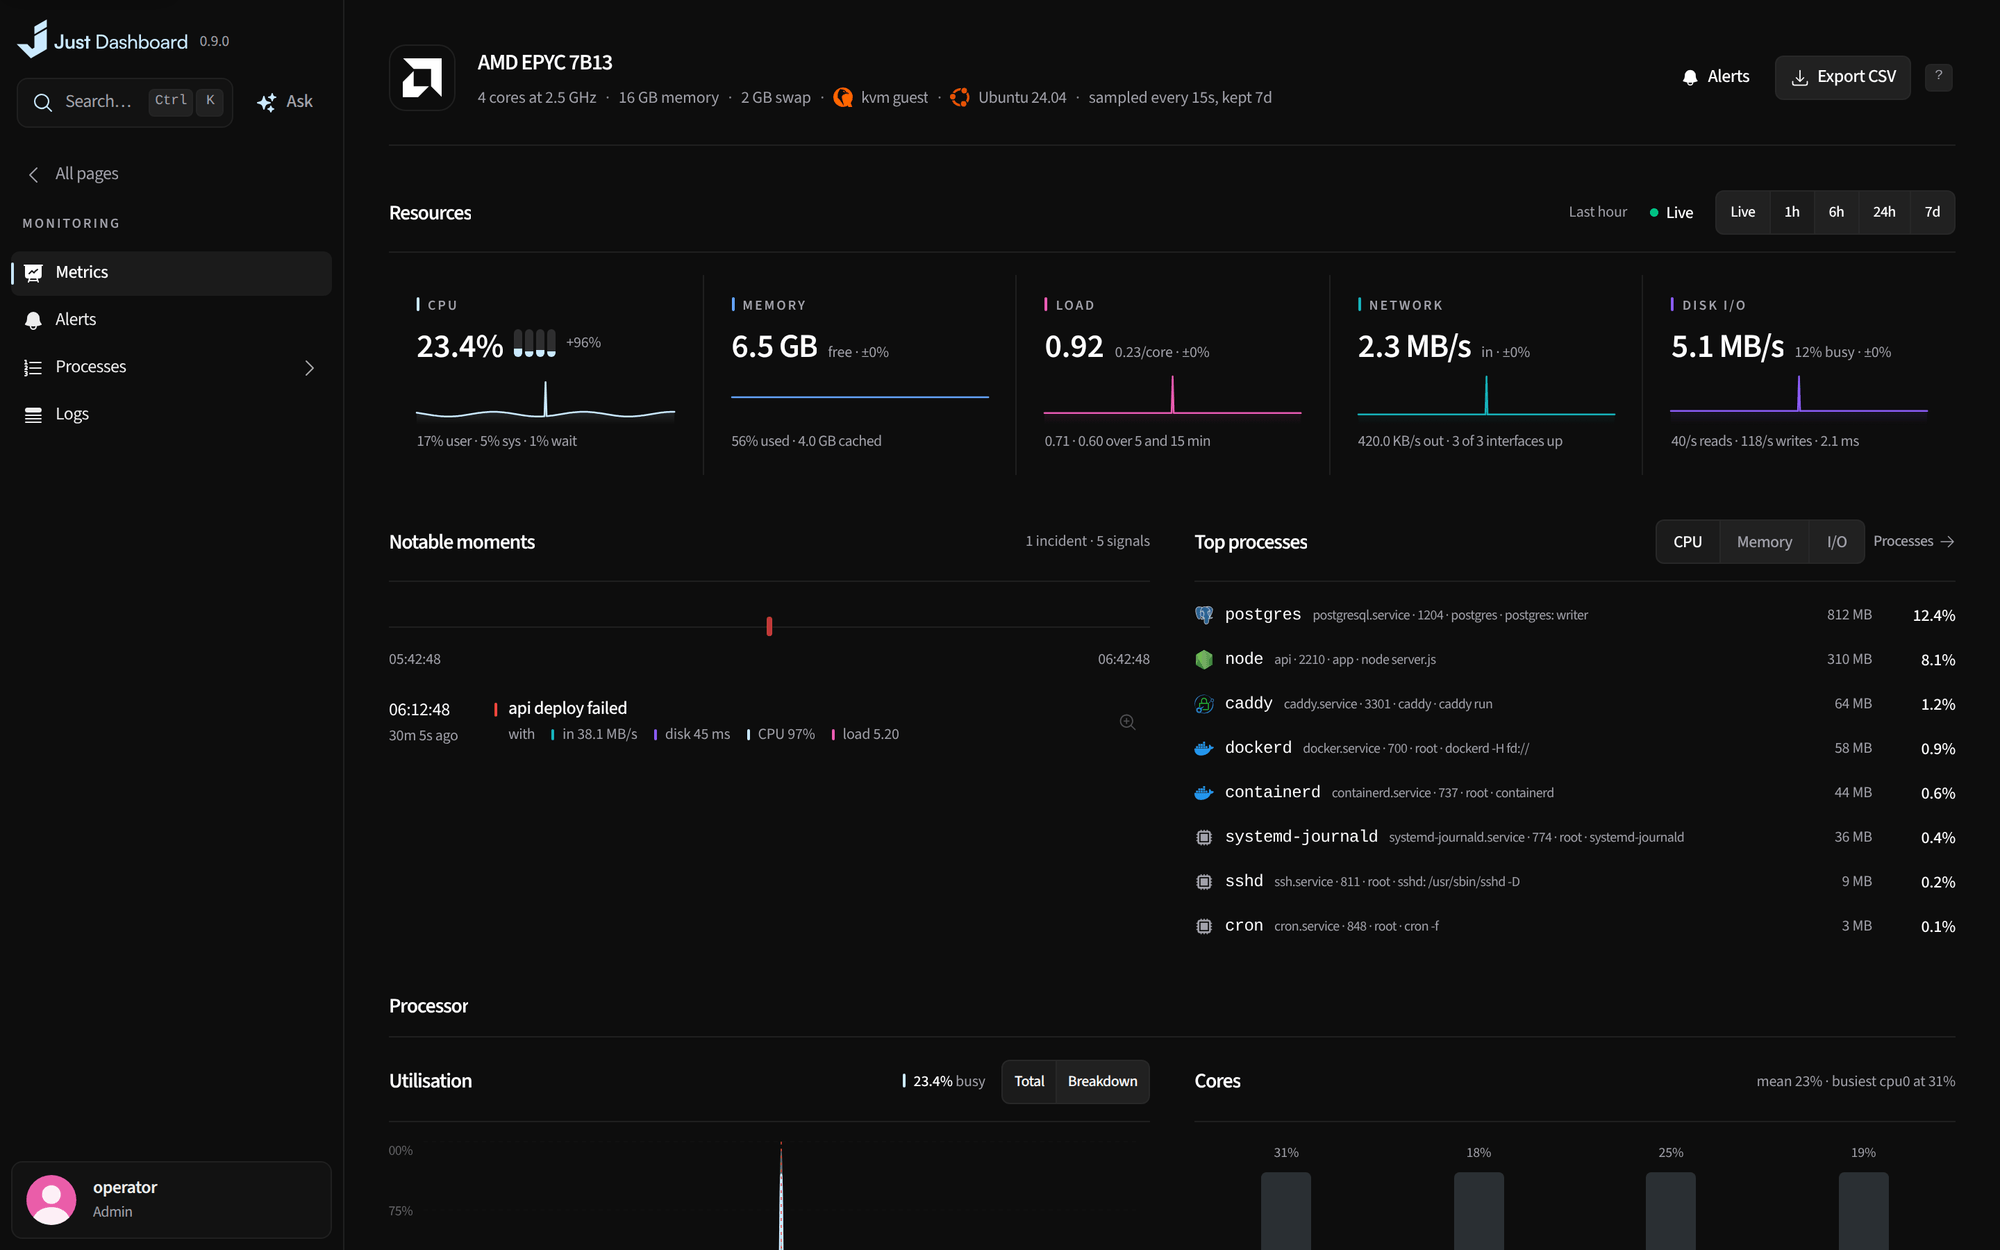 Just Dashboard 0.9.0
Search... Ctrl K Ask
All pages
MONITORING
Metrics
Alerts
Processes
Logs
operator
Admin
AMD EPYC 7B13
4 cores at 2.5 GHz · 16 GB memory · 2 GB swap · kvm guest · Ubuntu 24.04 · sampled every 15s, kept 7d
Alerts Export CSV ?
Resources
Last hour Live Live 1h 6h 24h 7d
CPU
23.4% +96%
17% user · 5% sys · 1% wait
MEMORY
6.5 GB free · ±0%
56% used · 4.0 GB cached
LOAD
0.92 0.23/core · ±0%
0.71 · 0.60 over 5 and 15 min
NETWORK
2.3 MB/s in · ±0%
420.0 KB/s out · 3 of 3 interfaces up
DISK I/O
5.1 MB/s 12% busy · ±0%
40/s reads · 118/s writes · 2.1 ms
Notable moments
1 incident · 5 signals
05:42:48 06:42:48
06:12:48 api deploy failed
30m 5s ago with in 38.1 MB/s disk 45 ms CPU 97% load 5.20
Top processes
CPU Memory I/O Processes →
postgres postgresql.service · 1204 · postgres · postgres: writer 812 MB 12.4%
node api · 2210 · app · node server.js 310 MB 8.1%
caddy caddy.service · 3301 · caddy · caddy run 64 MB 1.2%
dockerd docker.service · 700 · root · dockerd -H fd:// 58 MB 0.9%
containerd containerd.service · 737 · root · containerd 44 MB 0.6%
systemd-journald systemd-journald.service · 774 · root · systemd-journald 36 MB 0.4%
sshd ssh.service · 811 · root · sshd: /usr/sbin/sshd -D 9 MB 0.2%
cron cron.service · 848 · root · cron -f 3 MB 0.1%
Processor
Utilisation
23.4% busy Total Breakdown
00%
75%
Cores
mean 23% · busiest cpu0 at 31%
31% 18% 25% 19%